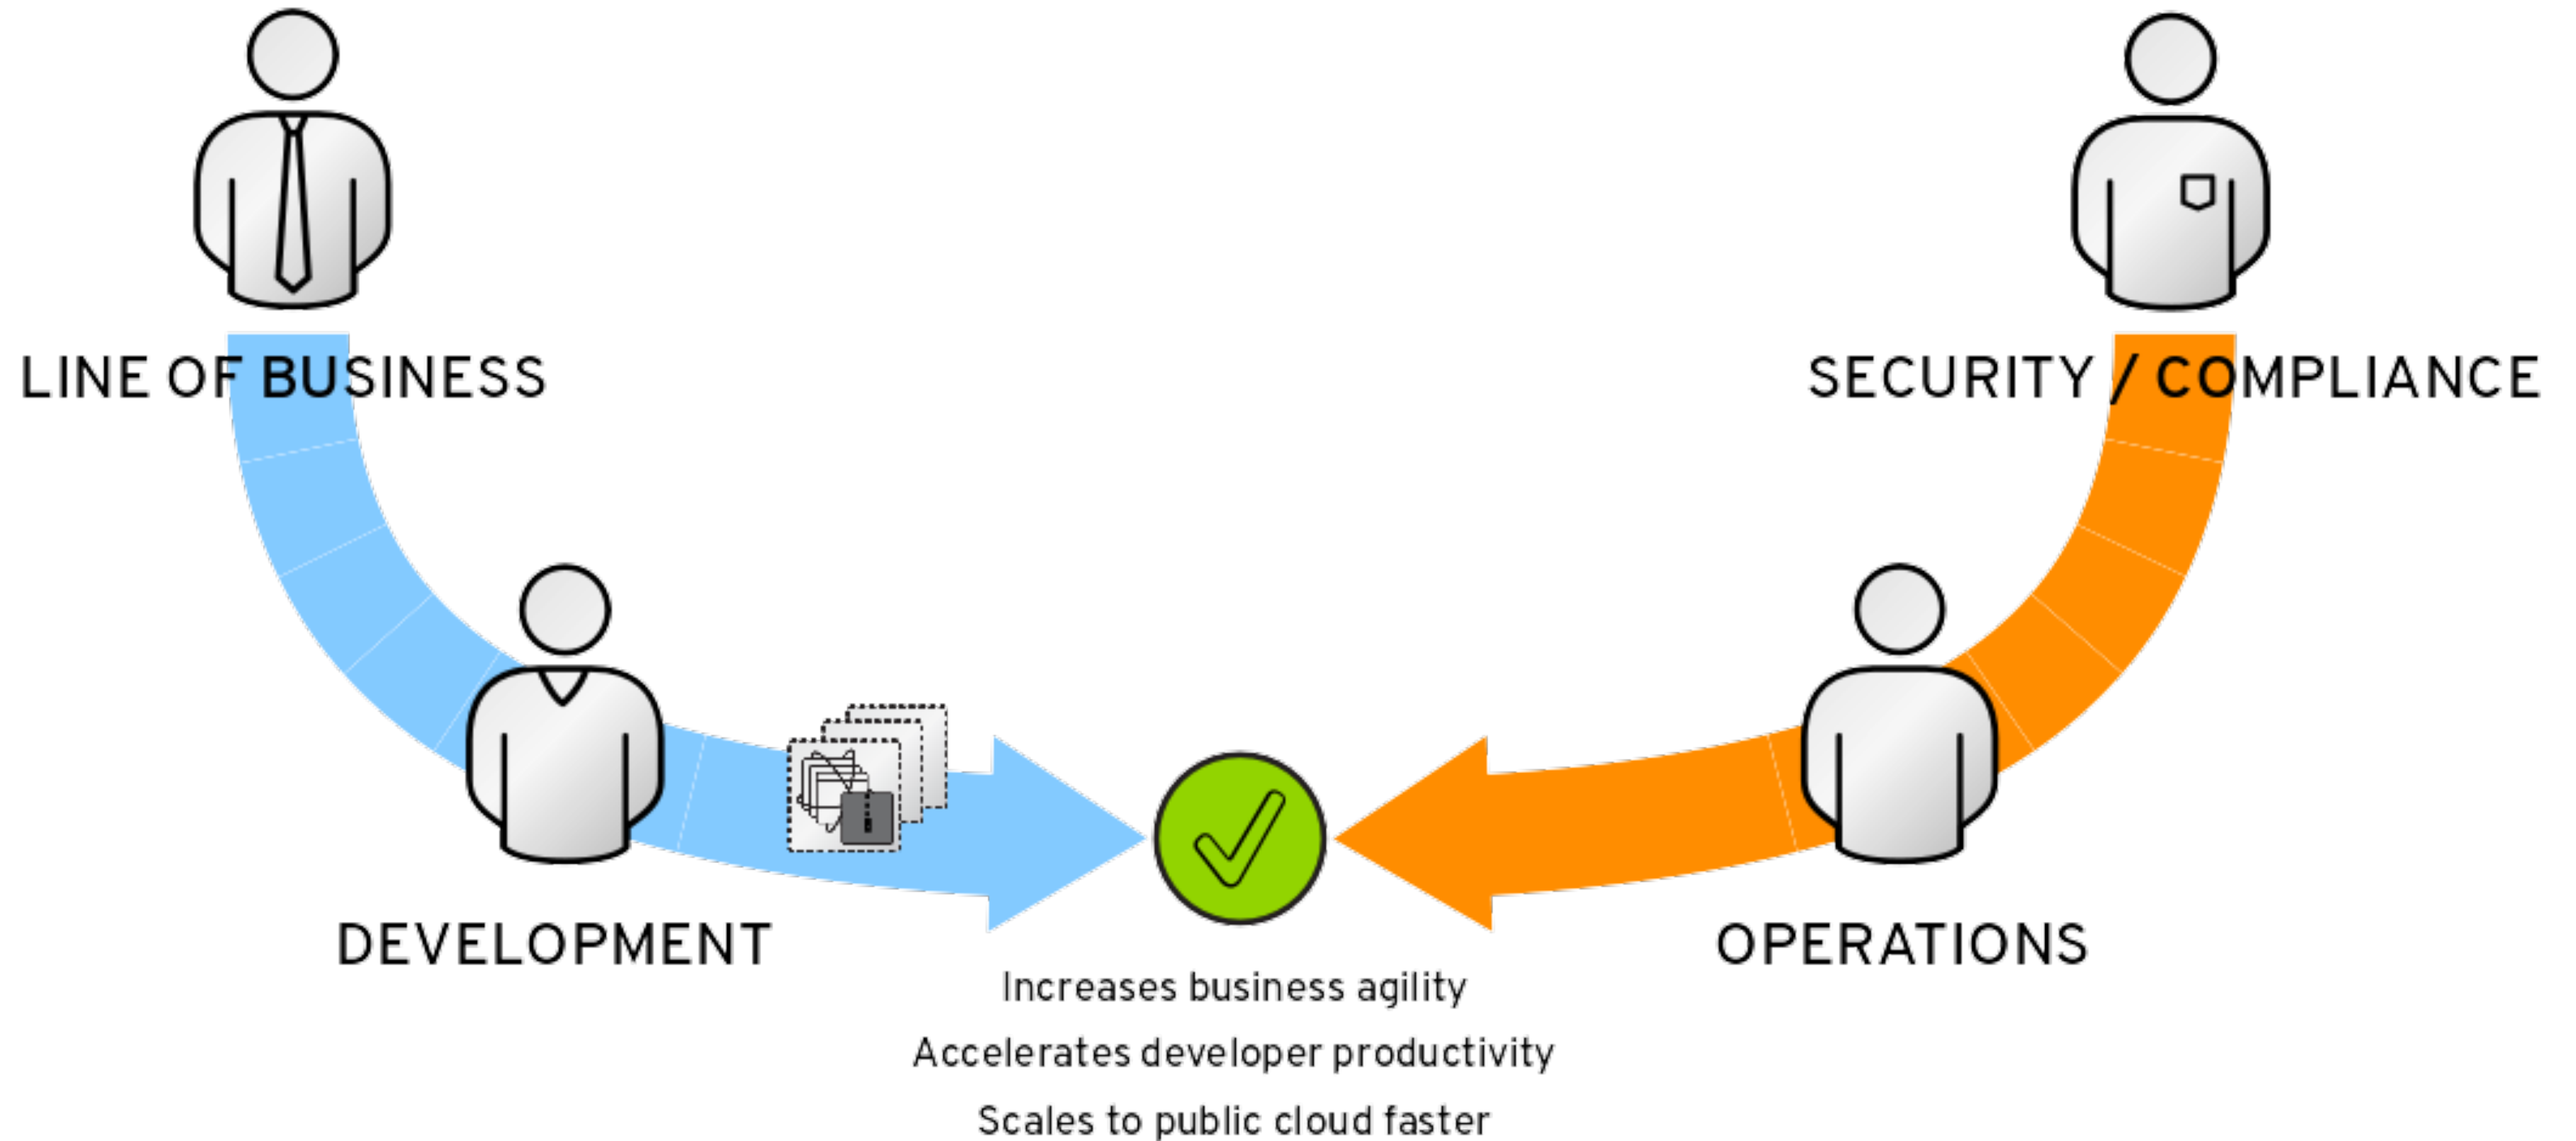 LINE OF BUSINESS
SECURITY / COMPLIANCE
DEVELOPMENT
OPERATIONS
Increases business agility
Accelerates developer productivity
Scales to public cloud faster